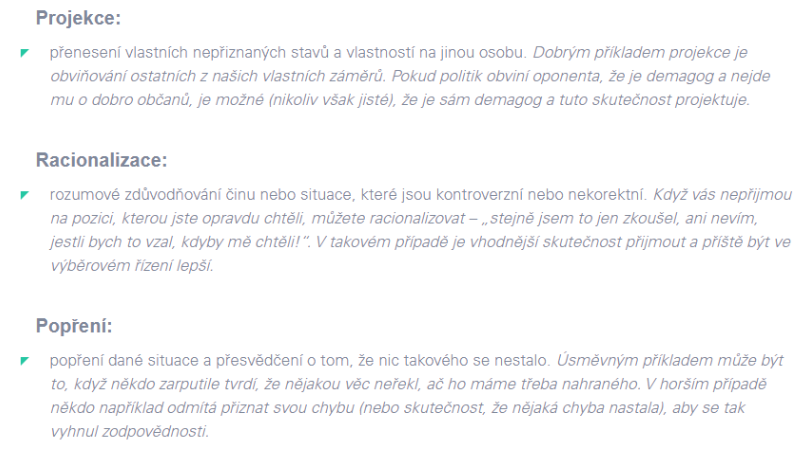 Projekce:
přenesení vlastních nepřiznaných stavů a vlastností na jinou osobu. Dobrým příkladem projekce je
obviňování ostatních z našich vlastních záměrů. Pokud politik obviní oponenta, že je demagog a nejde
mu o dobro občanů, je možné (nikoliv však jisté), že je sám demagog a tuto skutečnost projektuje.
Racionalizace:
rozumové zdůvodňování činu nebo situace, které jsou kontroverzní nebo nekorektní. Když vás nepřijmou
na pozici, kterou jste opravdu chtěli, můžete racionalizovat – „stejně jsem to jen zkoušel, ani nevím,
jestli bych to vzal, kdyby mě chtěli!“. V takovém případě je vhodnější skutečnost přijmout a příště být ve
výběrovém řízení lepší.
Popření:
popření dané situace a přesvědčení o tom, že nic takového se nestalo. Úsměvným příkladem může být
to, když někdo zarputile tvrdí, že nějakou věc neřekl, ač ho máme třeba nahraného. V horším případě
někdo například odmítá přiznat svou chybu (nebo skutečnost, že nějaká chyba nastala), aby se tak
vyhnul zodpovědnosti.